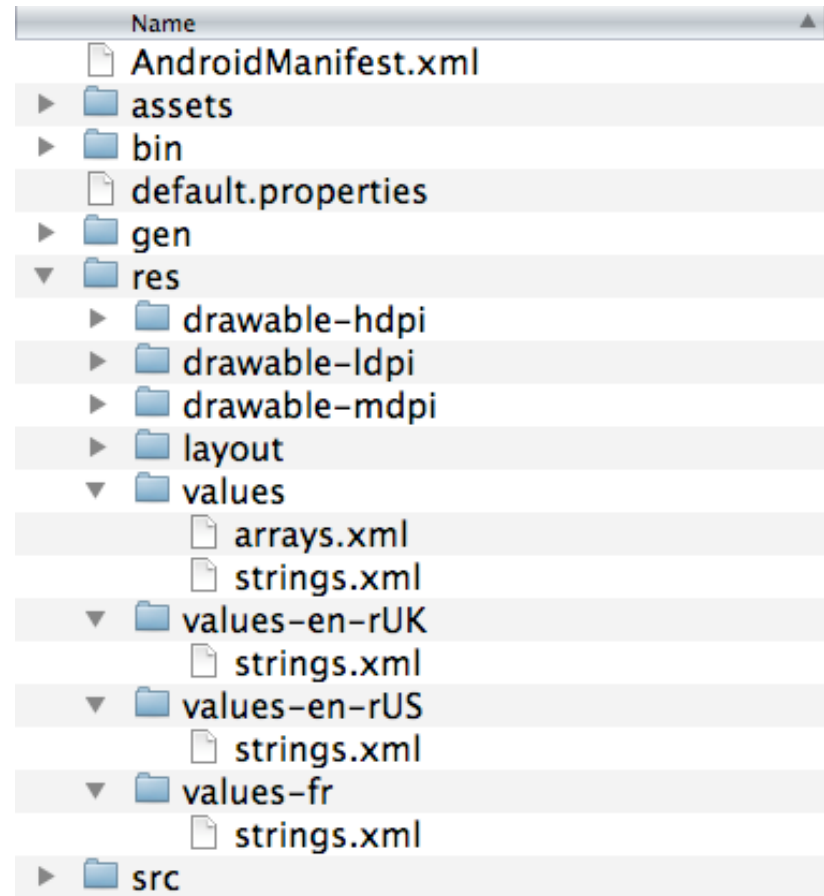 Name
AndroidManifest.xml
assets
bin
default.properties
gen
res
drawable-hdpi
drawable-ldpi
drawable-mdpi
layout
values
arrays.xml
strings.xml
values-en-rUK
strings.xml
values-en-rUS
strings.xml
values-fr
strings.xml
src